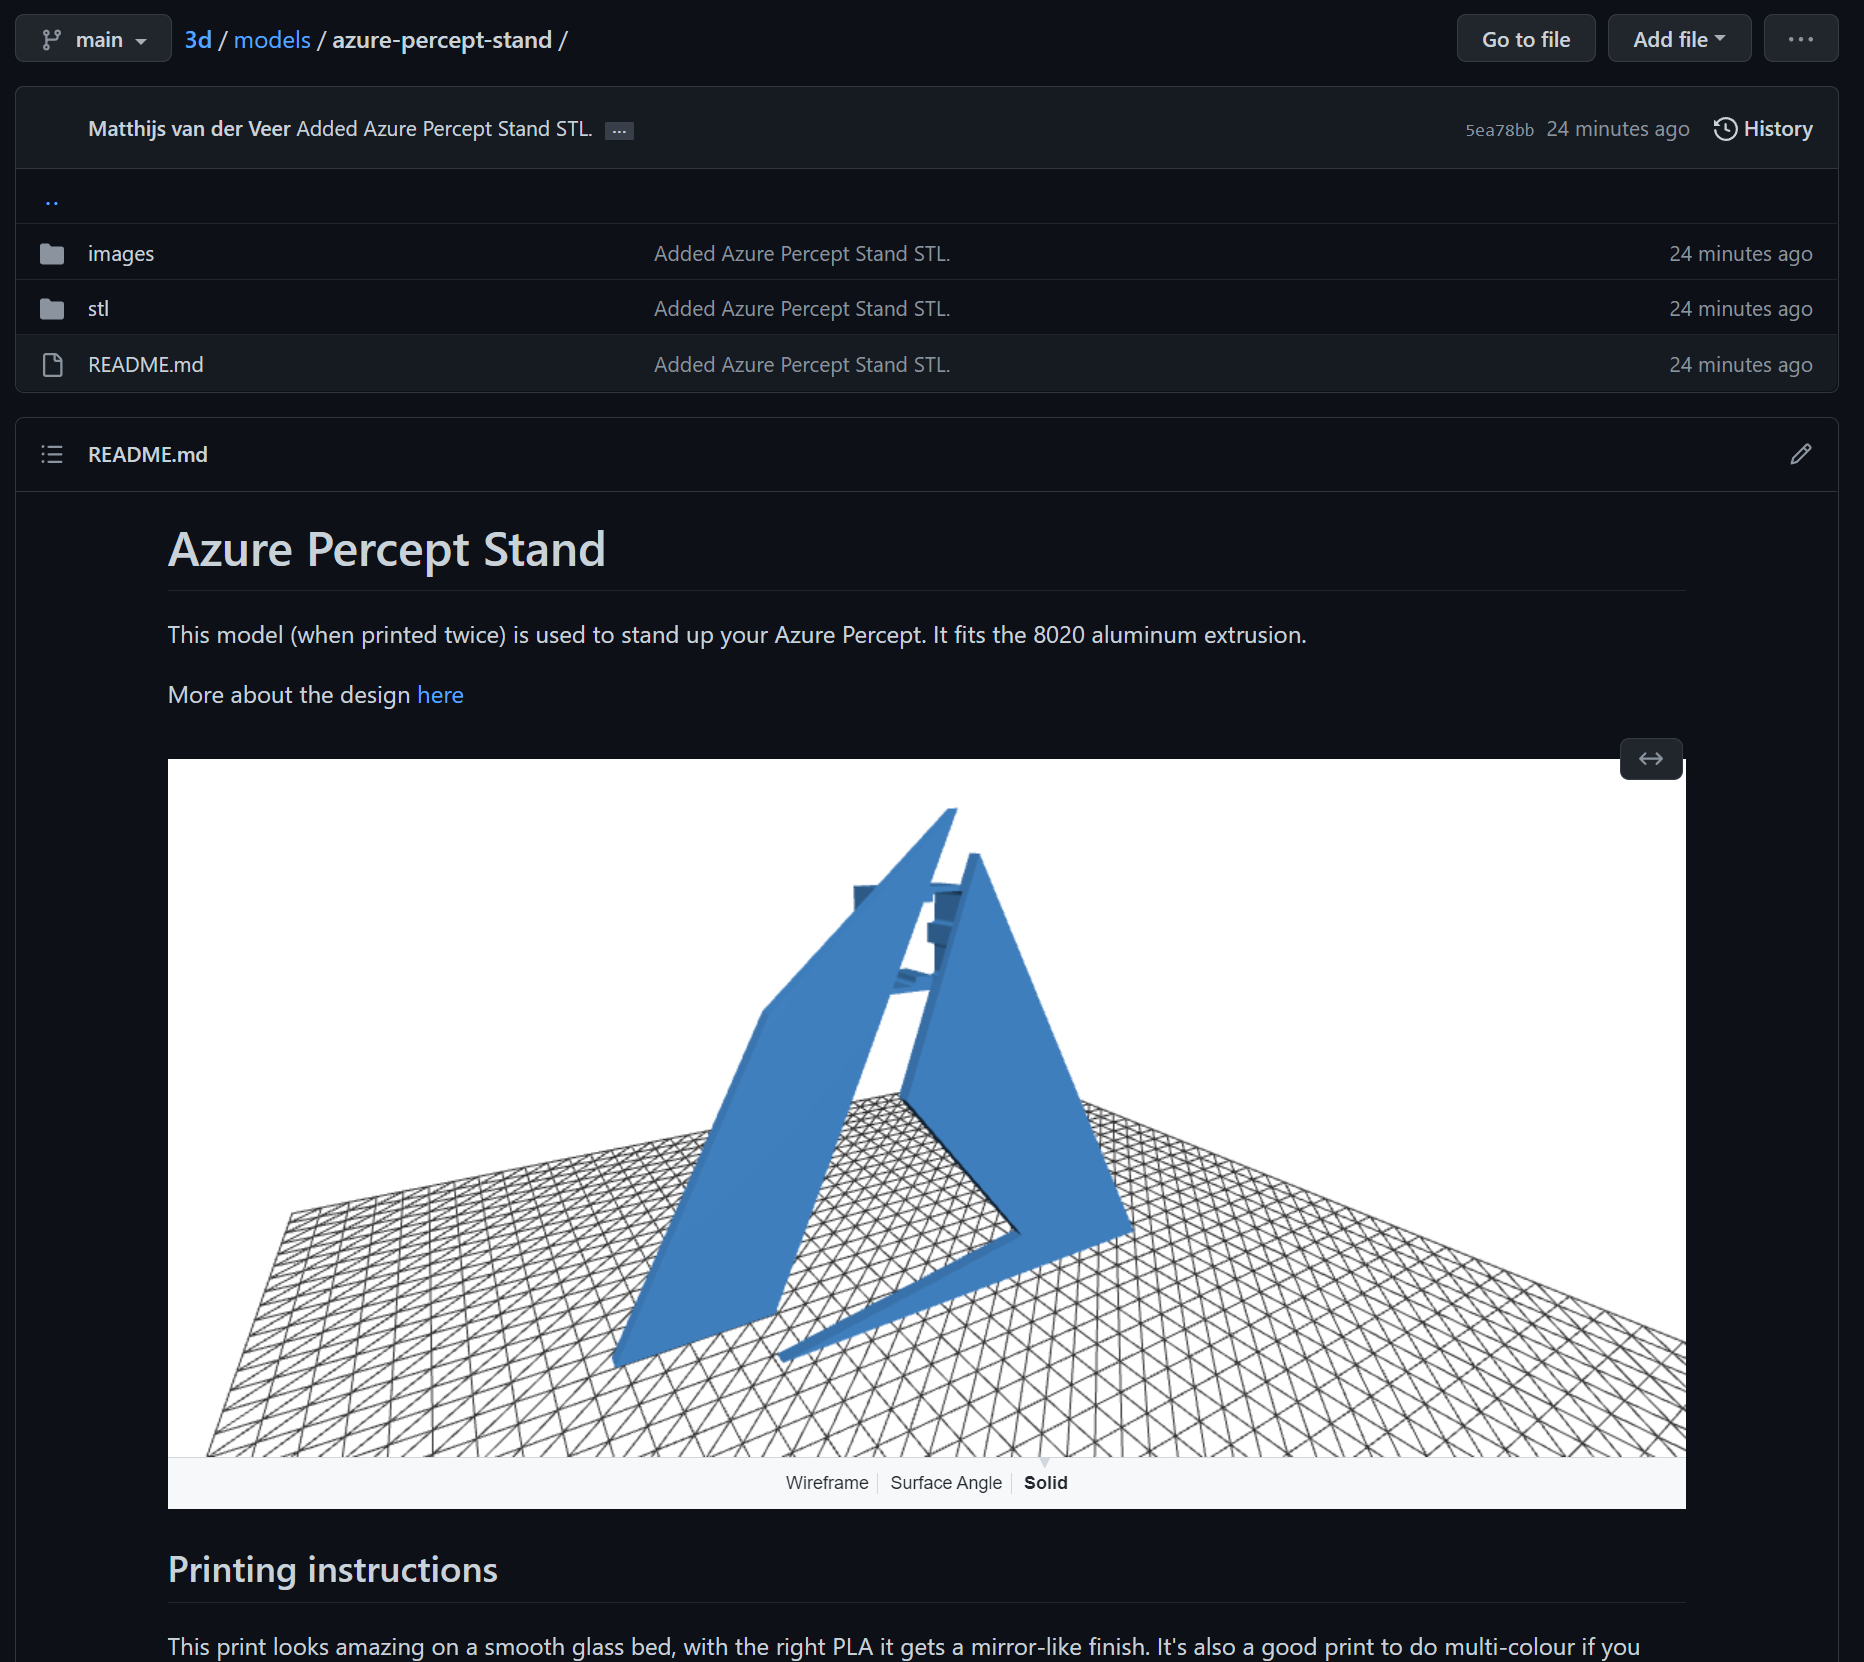 main
3d / models / azure-percept-stand /
Go to file
Add file
...
Matthijs van der Veer Added Azure Percept Stand STL. ...
5ea78bb 24 minutes ago
History
..
images Added Azure Percept Stand STL. 24 minutes ago
stl Added Azure Percept Stand STL. 24 minutes ago
README.md Added Azure Percept Stand STL. 24 minutes ago
README.md
Azure Percept Stand
This model (when printed twice) is used to stand up your Azure Percept. It fits the 8020 aluminum extrusion.
More about the design here
Wireframe Surface Angle Solid
Printing instructions
This print looks amazing on a smooth glass bed, with the right PLA it gets a mirror-like finish. It's also a good print to do multi-colour if you